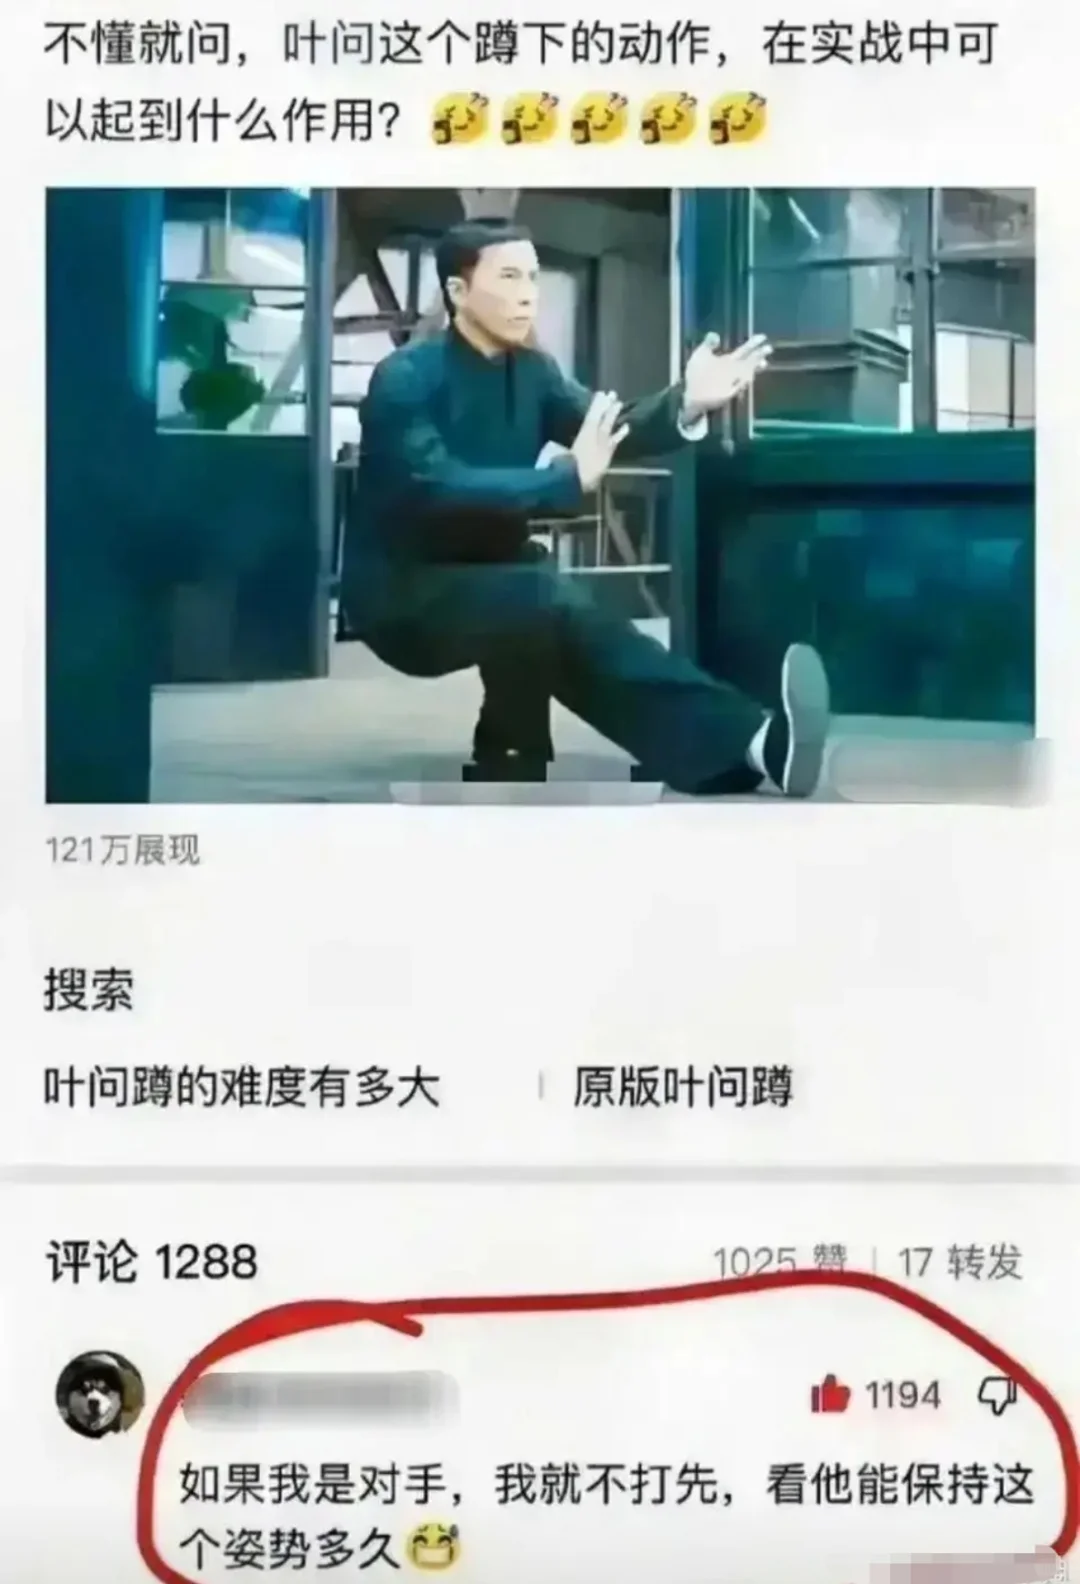 不懂就问，叶问这个蹲下的动作，在实战中可
以起到什么作用？
121万展现
搜索
叶问蹲的难度有多大
原版叶问蹲
评论 1288
1025 赞 | 17 转发
1194
如果我是对手，我就不打先，看他能保持这
个姿势多久